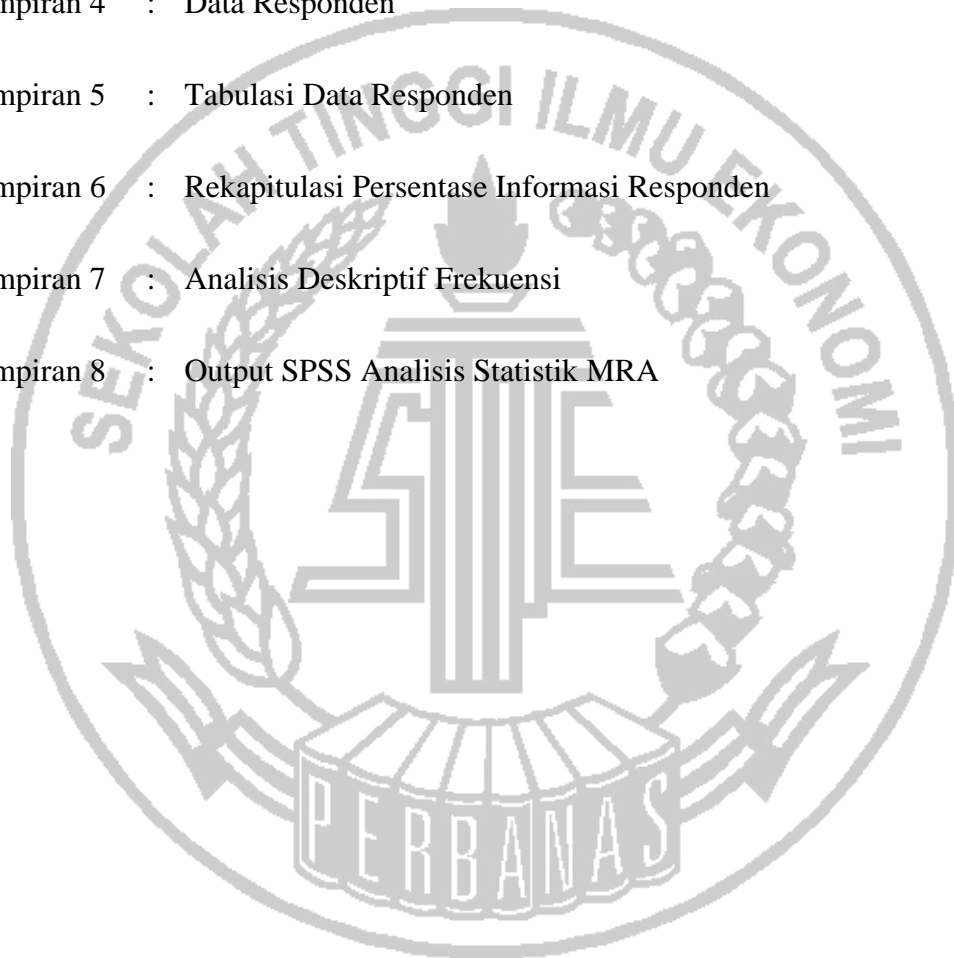 mpiran 4 : Data Responden
mpiran 5 : Tabulasi Data Responden
mpiran 6 : Rekapitulasi Persentase Informasi Responden
mpiran 7 : Analisis Deskriptif Frekuensi
mpiran 8 : Output SPSS Analisis Statistik MRA
SEKOLAH TINGGI ILMU EKONOMI
STIE
PERBANAS